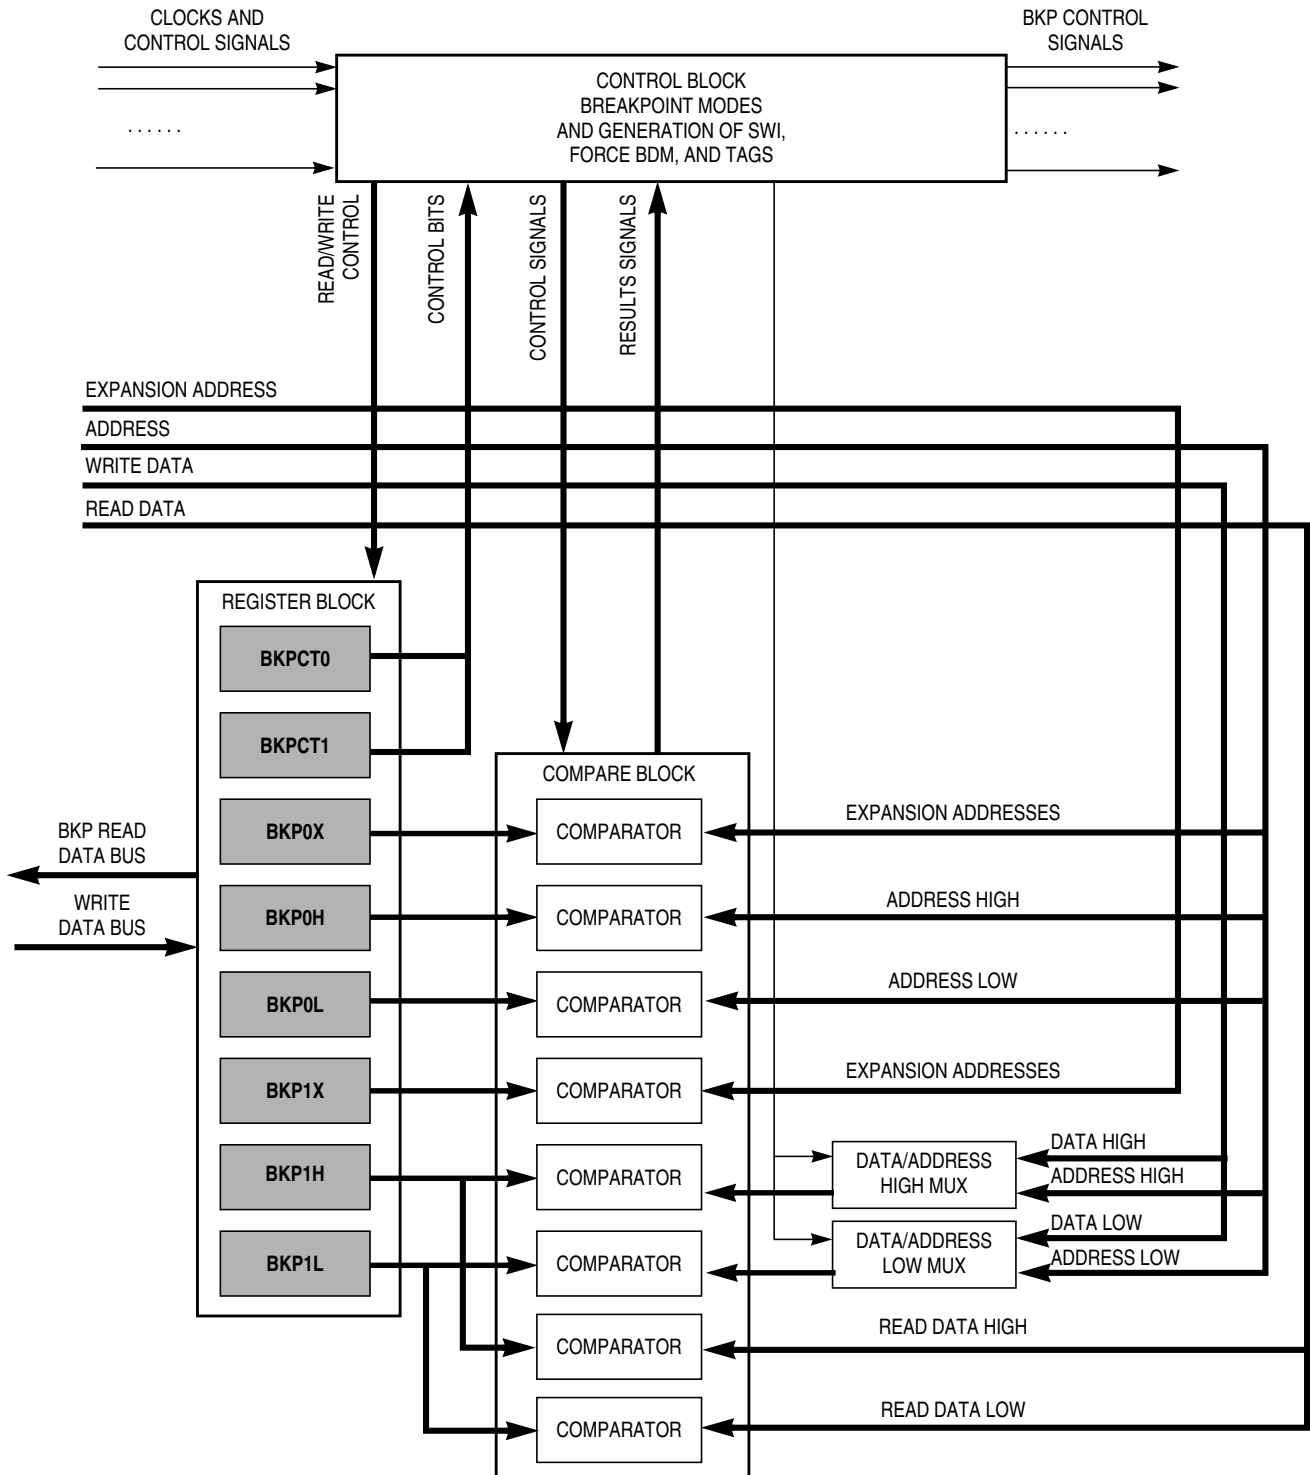 CLOCKS AND
CONTROL SIGNALS
BKP CONTROL
SIGNALS
. . . . . .
CONTROL BLOCK
BREAKPOINT MODES
AND GENERATION OF SWI,
FORCE BDM, AND TAGS
. . . . . .
READ/WRITE
CONTROL
CONTROL BITS
CONTROL SIGNALS
RESULTS SIGNALS
EXPANSION ADDRESS
ADDRESS
WRITE DATA
READ DATA
REGISTER BLOCK
BKPCT0
BKPCT1
BKP0X
BKP0H
BKP0L
BKP1X
BKP1H
BKP1L
BKP READ
DATA BUS
WRITE
DATA BUS
COMPARE BLOCK
COMPARATOR
COMPARATOR
COMPARATOR
COMPARATOR
COMPARATOR
COMPARATOR
COMPARATOR
COMPARATOR
EXPANSION ADDRESSES
ADDRESS HIGH
ADDRESS LOW
EXPANSION ADDRESSES
DATA/ADDRESS
HIGH MUX
DATA HIGH
ADDRESS HIGH
DATA/ADDRESS
LOW MUX
DATA LOW
ADDRESS LOW
READ DATA HIGH
READ DATA LOW